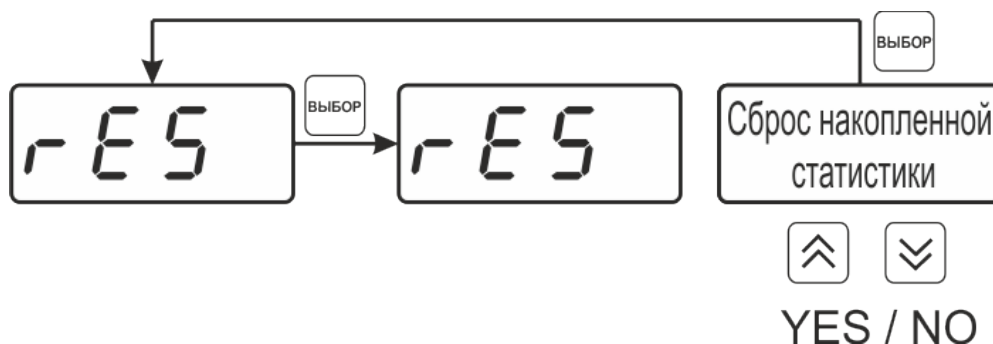 ВЫБОР
rES
ВЫБОР
rES
Сброс накопленной
статистики
YES / NO